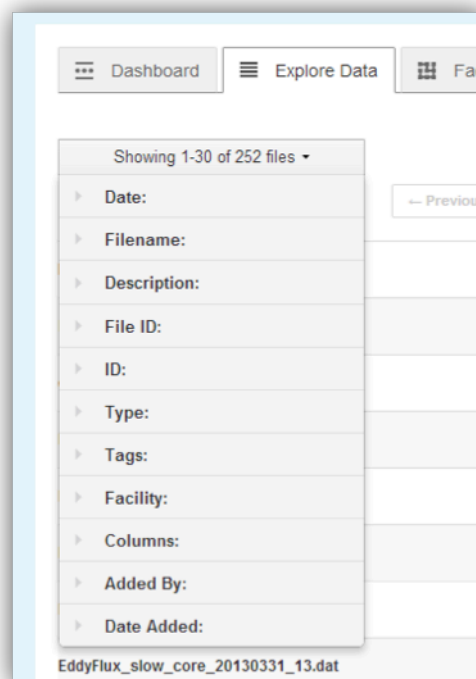 Dashboard
Explore Data
Showing 1-30 of 252 files
← Previou
Date:
Filename:
Description:
File ID:
ID:
Type:
Tags:
Facility:
Columns:
Added By:
Date Added:
EddyFlux_slow_core_20130331_13.dat